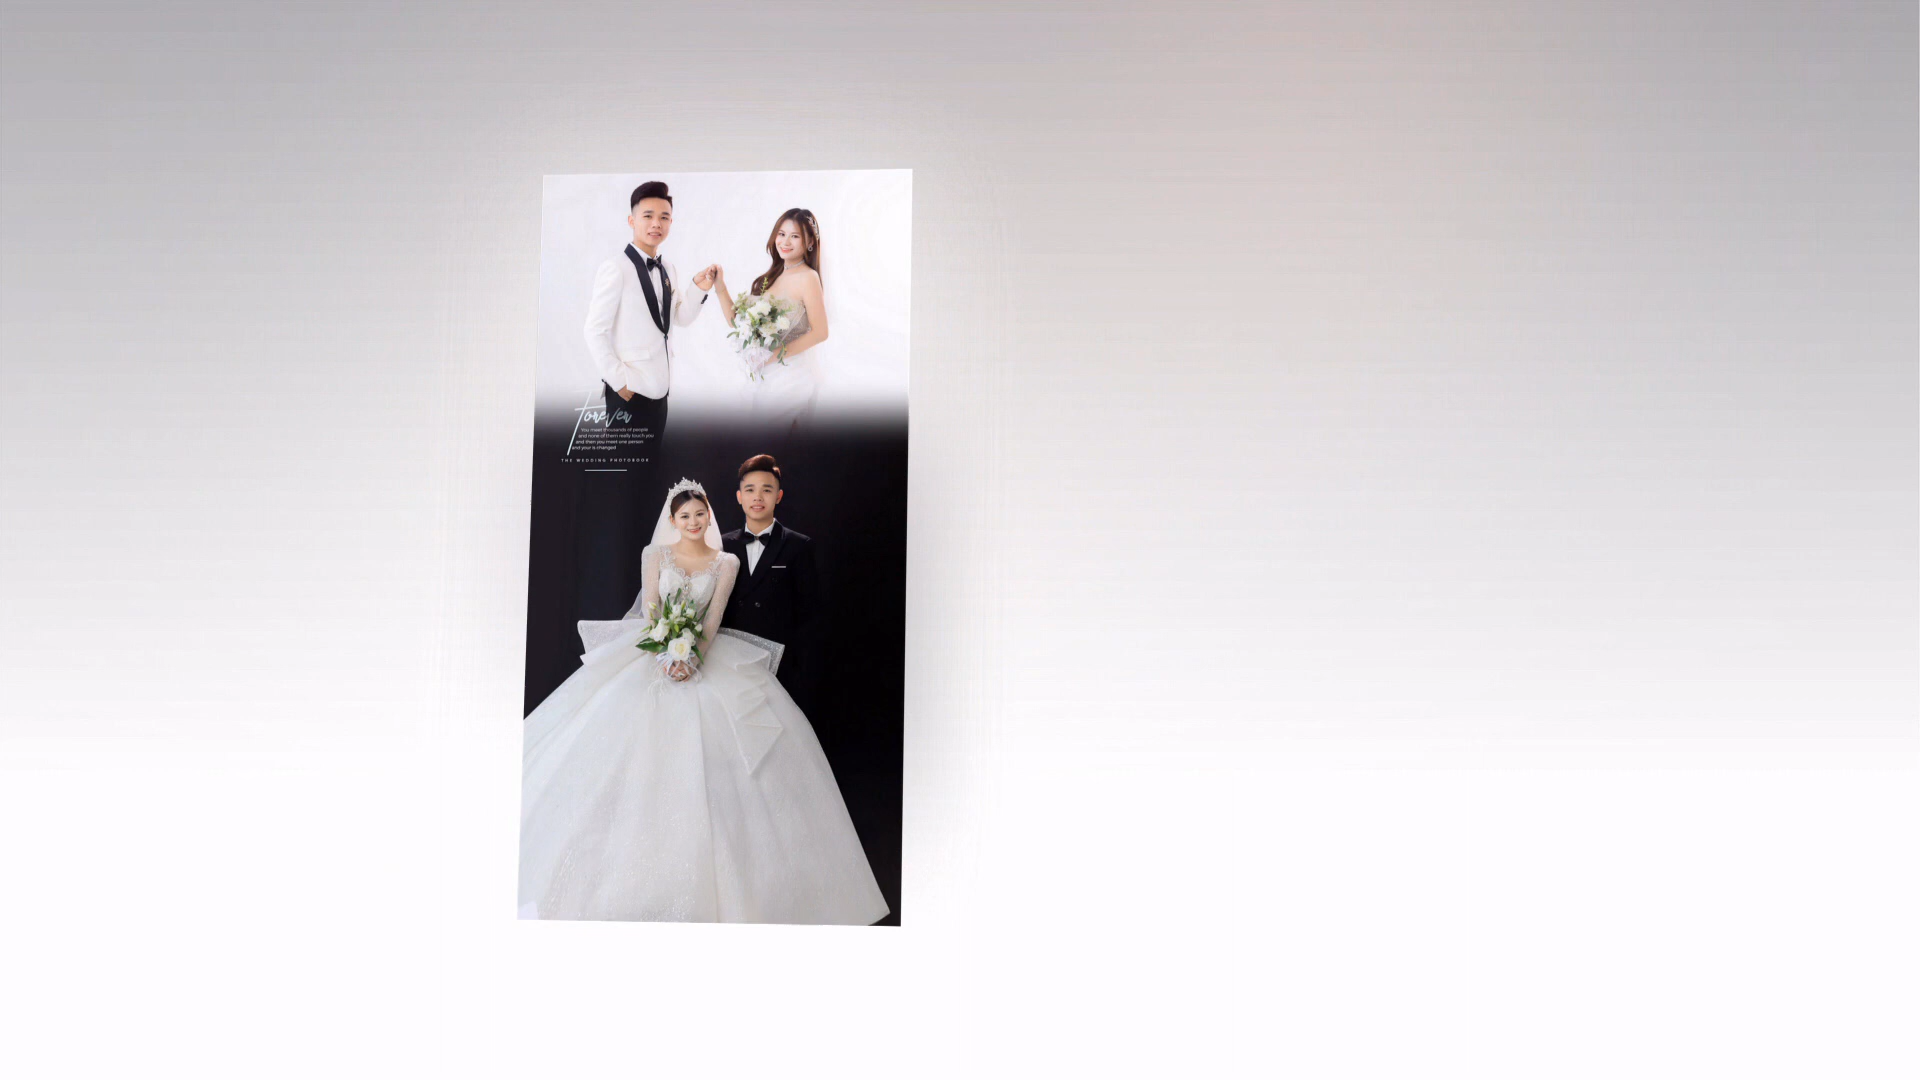 Forever
You meet thousands of people
and none of them really touch you
and then you meet one person
and your is changed
THE WEDDING PHOTOBOOK